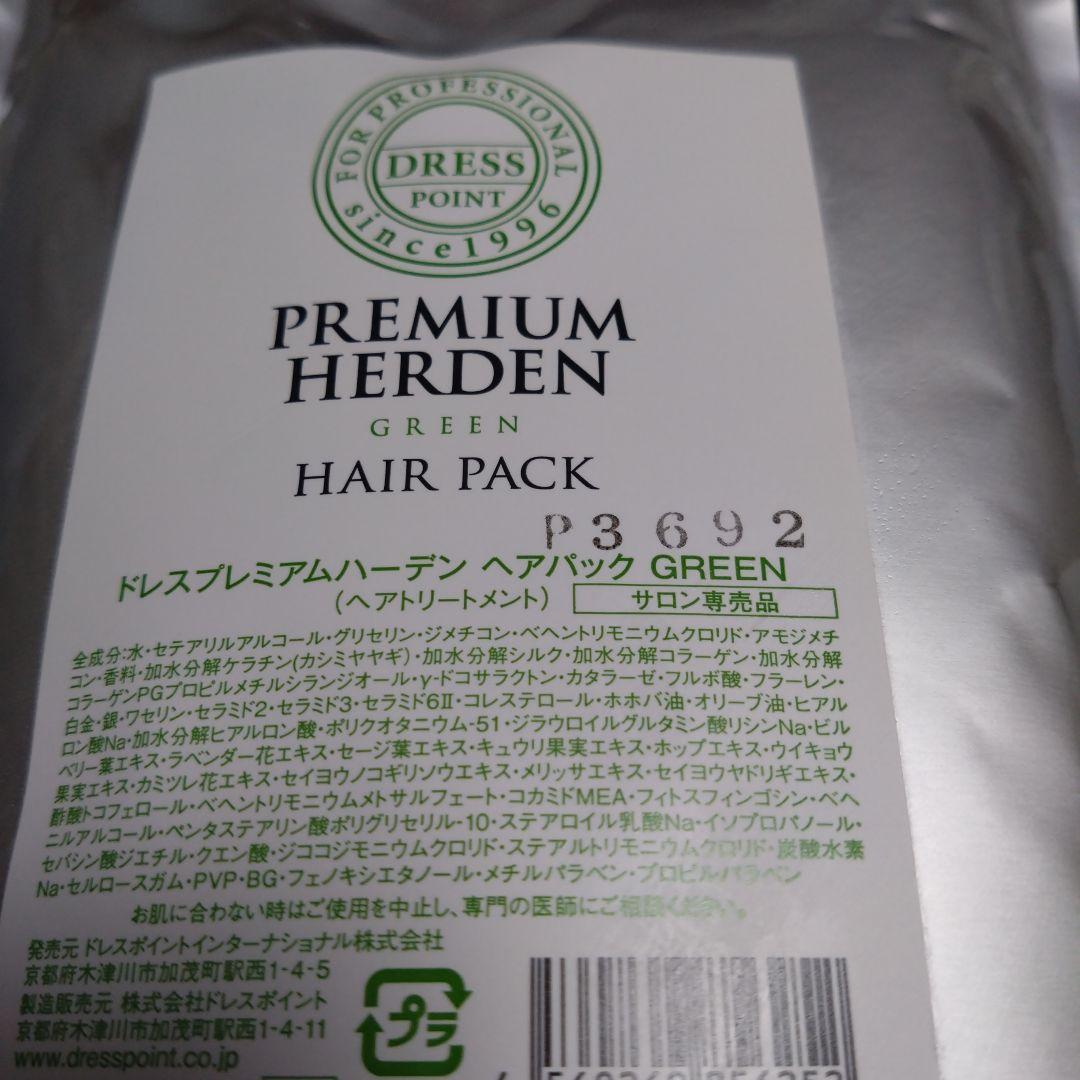 FOR PROFESSIONAL
DRESS
POINT
since1996
PREMIUM
HERDEN
GREEN
HAIR PACK
P3692
ドレスプレミアムハーデン ヘアパック GREEN
(ヘアトリートメント) サロン専売品
全成分:水・セテアリルアルコール・グリセリン・ジメチコン・ベヘントリモニウムクロリド・アモジメチ
コン・香料・加水分解ケラチン(カシミヤヤギ)・加水分解シルク・加水分解コラーゲン・加水分解
コラーゲンPGプロピルメチルシランジオール・γ-ドコサラクトン・カタラーゼ・フルボ酸・フラーレン・
白金・銀・ワセリン・セラミド2・セラミド3・セラミド6Ⅱ・コレステロール・ホホバ油・オリーブ油・ヒアル
ロン酸Na・加水分解ヒアルロン酸・ポリクオタニウム-51・ジラウロイルグルタミン酸リシンNa・ビル
ベリー葉エキス・ラベンダー花エキス・セージ葉エキス・キュウリ果実エキス・ホップエキス・ウイキョウ
果実エキス・カミツレ花エキス・セイヨウノコギリソウエキス・メリッサエキス・セイヨウヤドリギエキス・
酢酸トコフェロール・ベヘントリモニウムメトサルフェート・コカミドMEA・フィトスフィンゴシン・ベヘ
ニルアルコール・ペンタステアリン酸ポリグリセリル-10・ステアロイル乳酸Na・イソプロパノール・
セバシン酸ジエチル・クエン酸・ジココジモニウムクロリド・ステアルトリモニウムクロリド・炭酸水素
Na・セルロースガム・PVP・BG・フェノキシエタノール・メチルパラベン・プロピルパラベン
お肌に合わない時はご使用を中止し、専門の医師にご相談ください。
発売元 ドレスポイントインターナショナル株式会社
京都府木津川市加茂町駅西1-4-5
製造販売元 株式会社ドレスポイント
京都府木津川市加茂町駅西1-4-11
www.dresspoint.co.jp
プラ